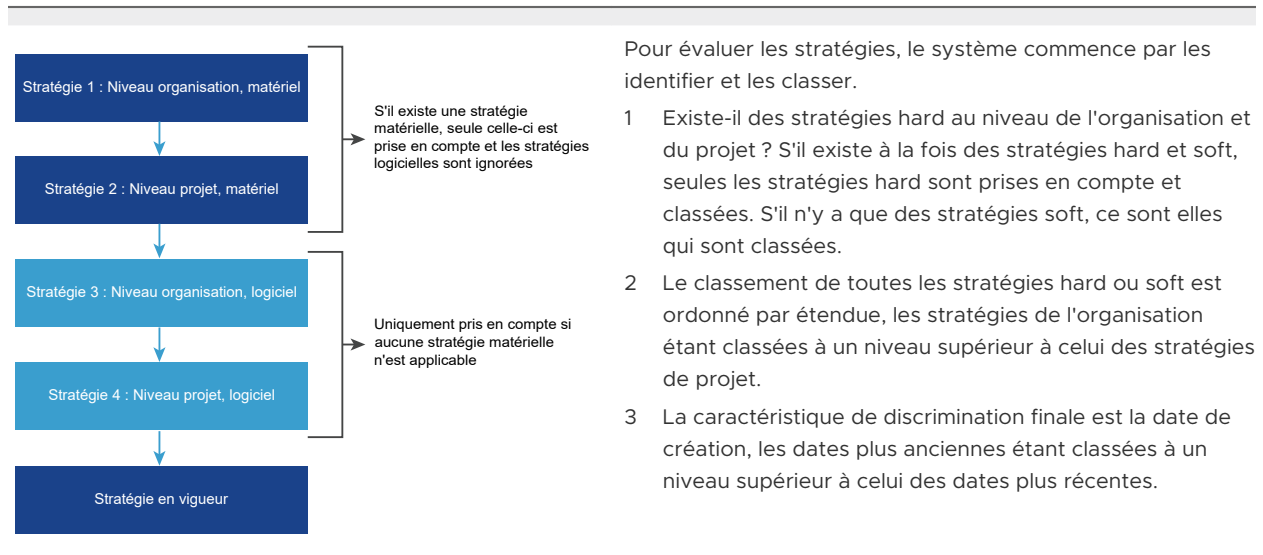 Stratégie 1 : Niveau organisation, matériel
Stratégie 2 : Niveau projet, matériel
Stratégie 3 : Niveau organisation, logiciel
Stratégie 4 : Niveau projet, logiciel
Stratégie en vigueur
S'il existe une stratégie
matérielle, seule celle-ci est
prise en compte et les stratégies
logicielles sont ignorées
Uniquement pris en compte si
aucune stratégie matérielle
n'est applicable
Pour évaluer les stratégies, le système commence par les
identifier et les classer.
1 Existe-il des stratégies hard au niveau de l'organisation et
du projet ? S'il existe à la fois des stratégies hard et soft,
seules les stratégies hard sont prises en compte et
classées. S'il n'y a que des stratégies soft, ce sont elles
qui sont classées.
2 Le classement de toutes les stratégies hard ou soft est
ordonné par étendue, les stratégies de l'organisation
étant classées à un niveau supérieur à celui des stratégies
de projet.
3 La caractéristique de discrimination finale est la date de
création, les dates plus anciennes étant classées à un
niveau supérieur à celui des dates plus récentes.